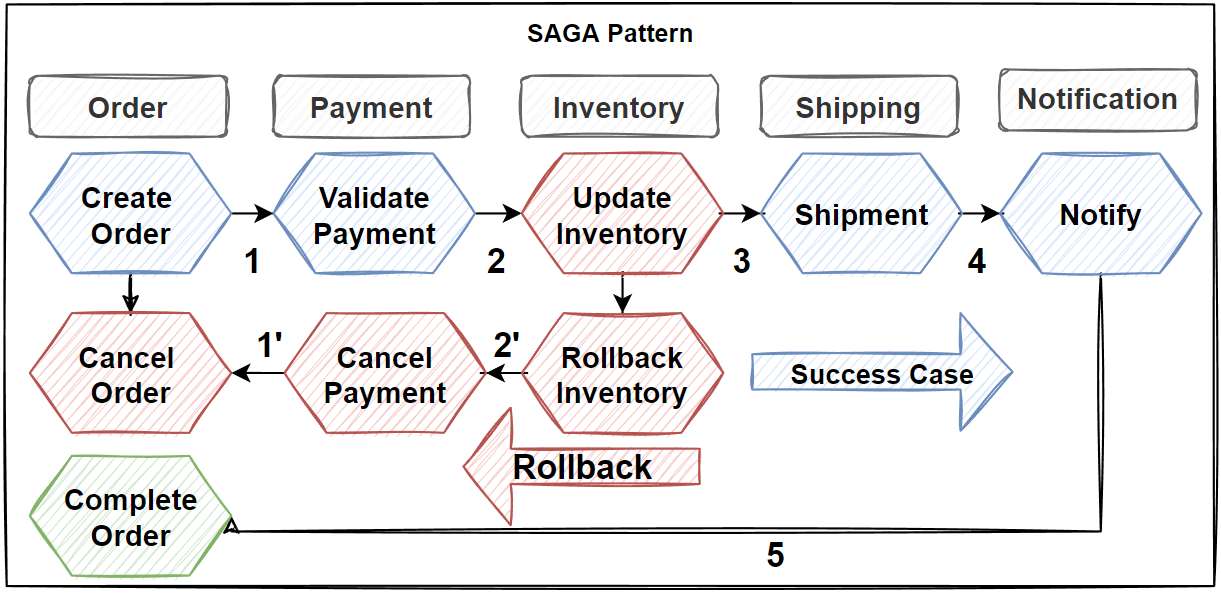 SAGA Pattern
Order
Payment
Inventory
Shipping
Notification
Create
Order
Validate
Payment
Update
Inventory
Shipment
Notify
1
2
3
4
Cancel
Order
1'
Cancel
Payment
2'
Rollback
Inventory
Success Case
Rollback
Complete
Order
5